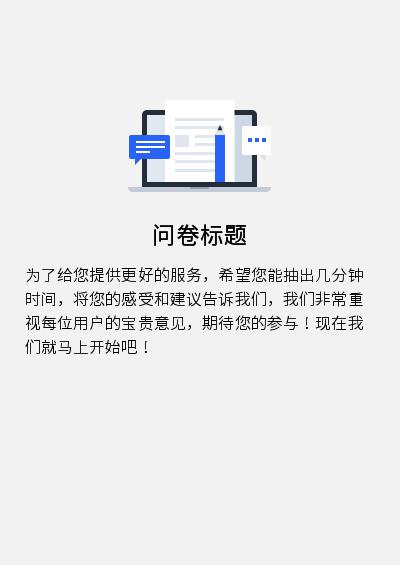 问卷标题
为了给您提供更好的服务，希望您能抽出几分钟
时间，将您的感受和建议告诉我们，我们非常重
视每位用户的宝贵意见，期待您的参与！现在我
们就马上开始吧！